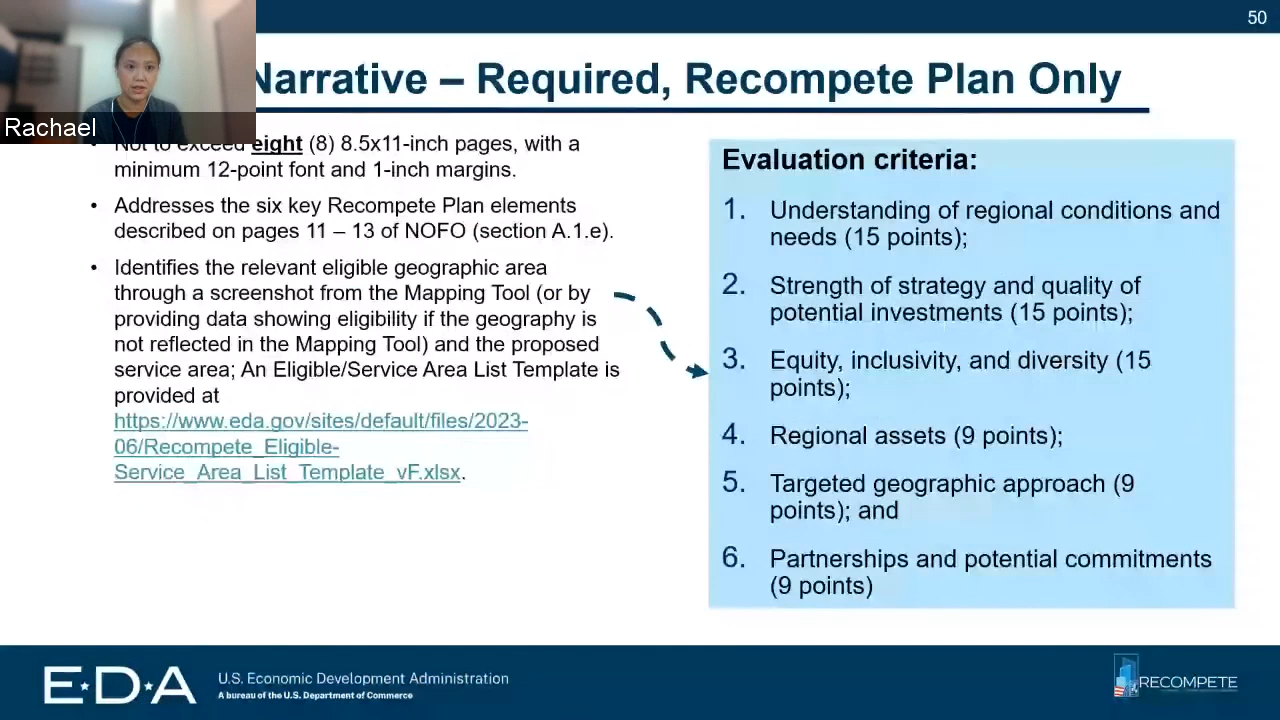 50
Narrative – Required, Recompete Plan Only
Rachael
• Not to exceed eight (8) 8.5x11-inch pages, with a
minimum 12-point font and 1-inch margins.
• Addresses the six key Recompete Plan elements
described on pages 11 – 13 of NOFO (section A.1.e).
• Identifies the relevant eligible geographic area
through a screenshot from the Mapping Tool (or by
providing data showing eligibility if the geography is
not reflected in the Mapping Tool) and the proposed
service area; An Eligible/Service Area List Template is
provided at
https://www.eda.gov/sites/default/files/2023-
06/Recompete_Eligible-
Service_Area_List_Template_vF.xlsx.
Evaluation criteria:
1. Understanding of regional conditions and
needs (15 points);
2. Strength of strategy and quality of
potential investments (15 points);
3. Equity, inclusivity, and diversity (15
points);
4. Regional assets (9 points);
5. Targeted geographic approach (9
points); and
6. Partnerships and potential commitments
(9 points)
E★D★A
U.S. Economic Development Administration
A bureau of the U.S. Department of Commerce
RECOMPETE